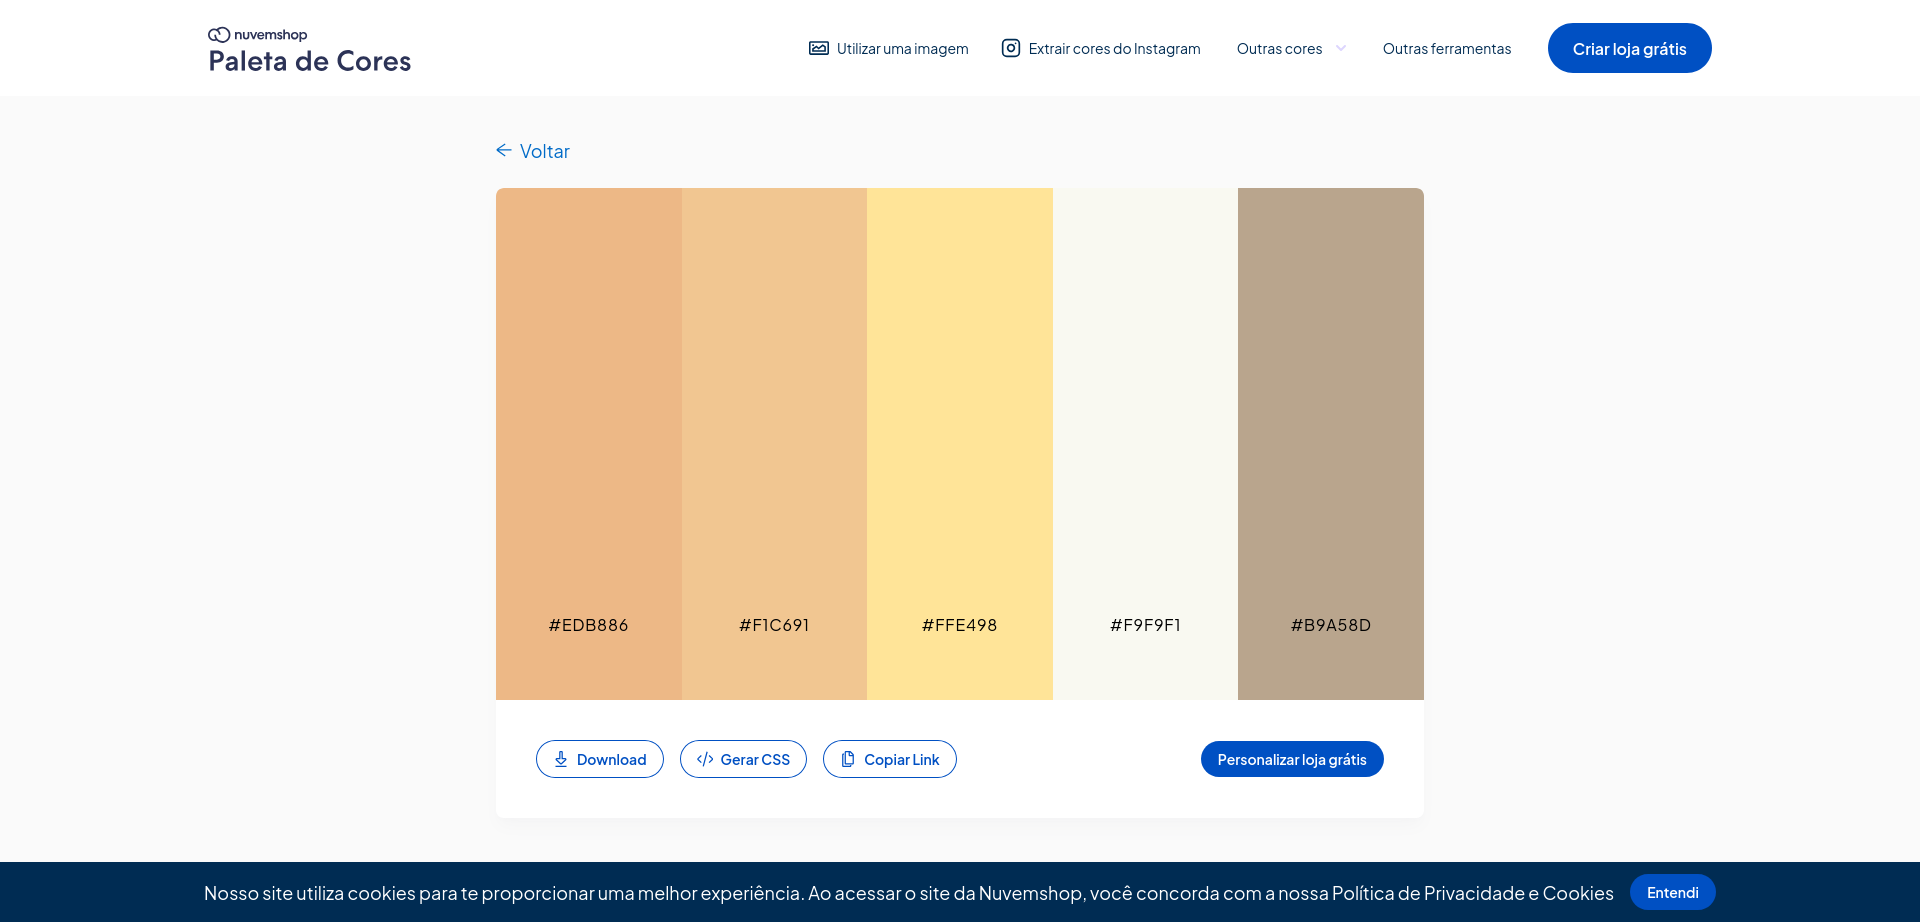 nuvemshop
Paleta de Cores
Utilizar uma imagem
Extrair cores do Instagram
Outras cores
Outras ferramentas
Criar loja grátis
Voltar
#EDB886
#F1C691
#FFE498
#F9F9F1
#B9A58D
Download
Gerar CSS
Copiar Link
Personalizar loja grátis
Nosso site utiliza cookies para te proporcionar uma melhor experiência. Ao acessar o site da Nuvemshop, você concorda com a nossa Política de Privacidade e Cookies
Entendi